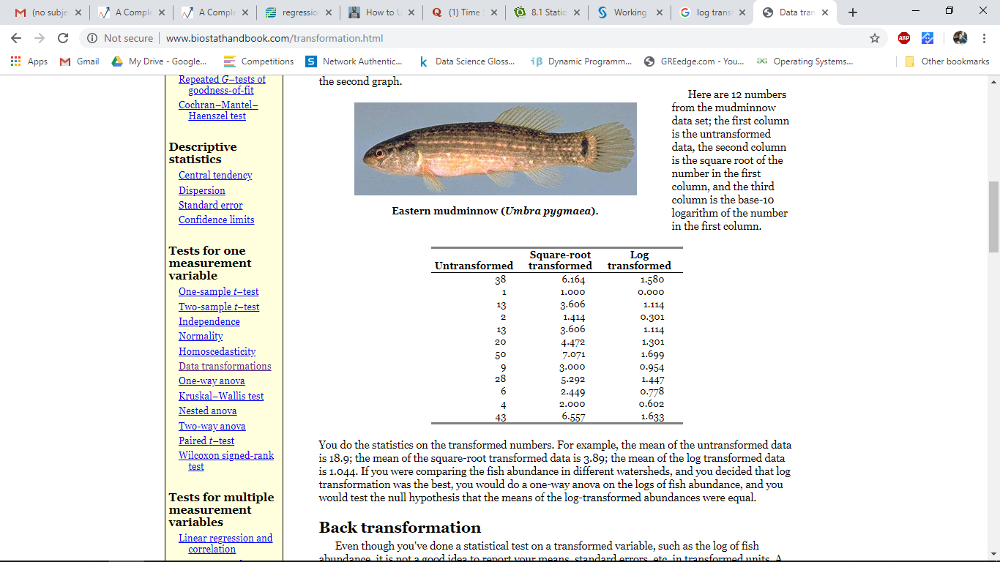 (no subje
A Comple
A Comple
regressio
How to U
(1) Time S
8.1 Static
Working
log trans
Data tran
Not secure | www.biostathandbook.com/transformation.html
ABP
Apps
Gmail
My Drive - Google...
Competitions
Network Authentic...
Data Science Gloss...
Dynamic Programm...
GREedge.com - You...
Operating Systems...
Other bookmarks
Repeated G–tests of
goodness-of-fit
Cochran–Mantel–
Haenszel test
Descriptive
statistics
Central tendency
Dispersion
Standard error
Confidence limits
Tests for one
measurement
variable
One-sample t–test
Two-sample t–test
Independence
Normality
Homoscedasticity
Data transformations
One-way anova
Kruskal–Wallis test
Nested anova
Two-way anova
Paired t–test
Wilcoxon signed-rank
test
Tests for multiple
measurement
variables
Linear regression and
correlation
the second graph.
Eastern mudminnow (Umbra pygmaea).
Here are 12 numbers
from the mudminnow
data set; the first column
is the untransformed
data, the second column
is the square root of the
number in the first
column, and the third
column is the base-10
logarithm of the number
in the first column.
Square-root Log
Untransformed transformed transformed
38 6.164 1.580
1 1.000 0.000
13 3.606 1.114
2 1.414 0.301
13 3.606 1.114
20 4.472 1.301
50 7.071 1.699
9 3.000 0.954
28 5.292 1.447
6 2.449 0.778
4 2.000 0.602
43 6.557 1.633
You do the statistics on the transformed numbers. For example, the mean of the untransformed data
is 18.9; the mean of the square-root transformed data is 3.89; the mean of the log transformed data
is 1.044. If you were comparing the fish abundance in different watersheds, and you decided that log
transformation was the best, you would do a one-way anova on the logs of fish abundance, and you
would test the null hypothesis that the means of the log-transformed abundances were equal.
Back transformation
Even though you've done a statistical test on a transformed variable, such as the log of fish
abundance, it is not a good idea to report your means, standard errors, etc. in transformed units. A